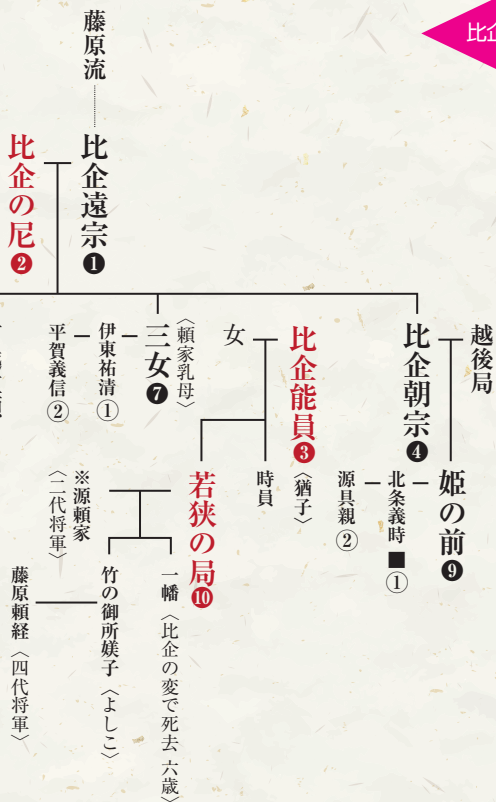 比企
藤原流
比企遠宗❶
比企の尼❷
越後局
比企朝宗❹
姫の前❾
北条義時■①
源具親②
比企能員❸〈猶子〉
女
時員
若狭の局❿
※源頼家
〈二代将軍〉
一幡〈比企の変で死去 六歳〉
竹の御所媄子〈よしこ〉
藤原頼経〈四代将軍〉
〈頼家乳母〉
三女❼
伊東祐清①
平賀義信②